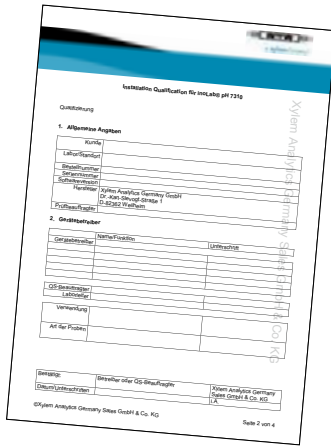 Installation Qualification für inoLab® pH 7310
Qualifizierung
1. Allgemeine Angaben
Kunde
Labor/Standort
Bestellnummer
Seriennummer
Softwareversion
Hersteller Xylem Analytics Germany GmbH
Dr.-Karl-Slevogt-Straße 1
D-82362 Weilheim
Prüfbeauftragter
2. Gerätebetreiber
Name/Funktion Unterschrift
Gerätebetreiber
QS-Beauftragter
Laborleiter
Verwendung
Art der Proben
Bestätigt: Betreiber oder QS-Beauftragter Xylem Analytics Germany
Sales GmbH & Co. KG
Datum/Unterschriften i.A.
©Xylem Analytics Germany Sales GmbH & Co. KG Seite 2 von 4
Xylem Analytics Germany Sales GmbH & Co. KG